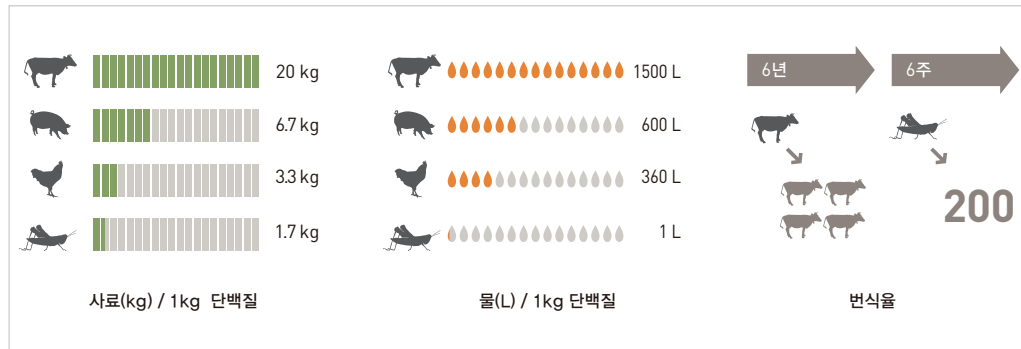 20 kg
6.7 kg
3.3 kg
1.7 kg
사료(kg) / 1kg 단백질
1500 L
600 L
360 L
1 L
물(L) / 1kg 단백질
6년
6주
200
번식율